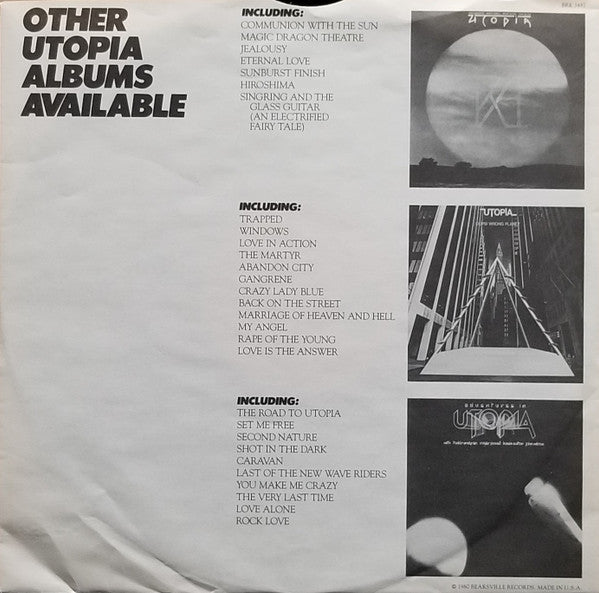 OTHER
UTOPIA
ALBUMS
AVAILABLE
INCLUDING:
COMMUNION WITH THE SUN
MAGIC DRAGON THEATRE
JEALOUSY
ETERNAL LOVE
SUNBURST FINISH
HIROSHIMA
SINGRING AND THE
GLASS GUITAR
(AN ELECTRIFIED
FAIRY TALE)
UTOPIA
INCLUDING:
TRAPPED
WINDOWS
LOVE IN ACTION
THE MARTYR
ABANDON CITY
GANGRENE
CRAZY LADY BLUE
BACK ON THE STREET
MARRIAGE OF HEAVEN AND HELL
MY ANGEL
RAPE OF THE YOUNG
LOVE IS THE ANSWER
UTOPIA
OOPS! WRONG PLANET
INCLUDING:
THE ROAD TO UTOPIA
SET ME FREE
SECOND NATURE
SHOT IN THE DARK
CARAVAN
LAST OF THE NEW WAVE RIDERS
YOU MAKE ME CRAZY
THE VERY LAST TIME
LOVE ALONE
ROCK LOVE
adventures in
UTOPIA
© 1980 BEARSVILLE RECORDS. MADE IN U.S.A.